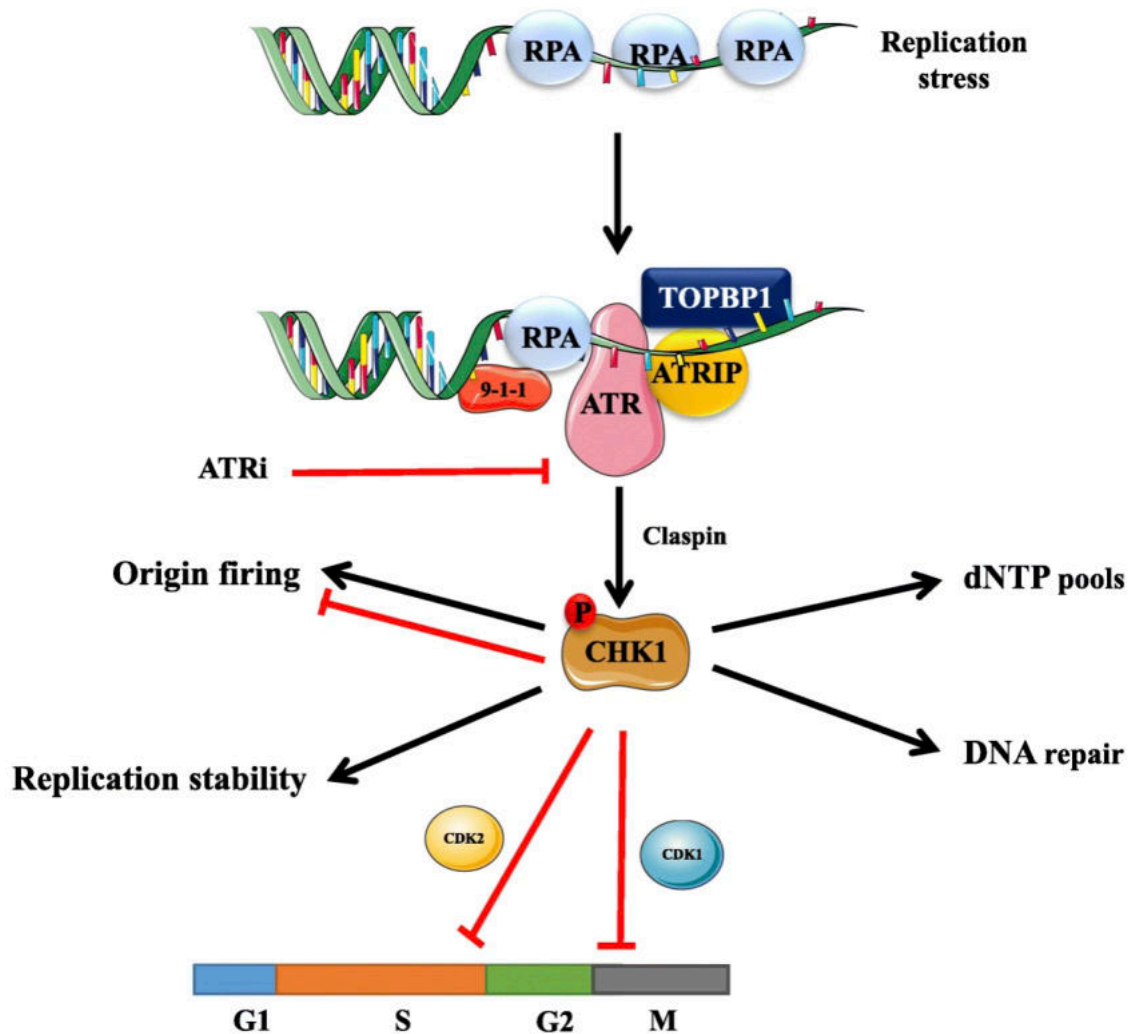 RPA
RPA
RPA
Replication
stress
TOPBP1
RPA
9-1-1
ATR
ATRIP
ATRi
Claspin
Origin firing
dNTP pools
P
CHK1
Replication stability
DNA repair
CDK2
CDK1
G1
S
G2
M